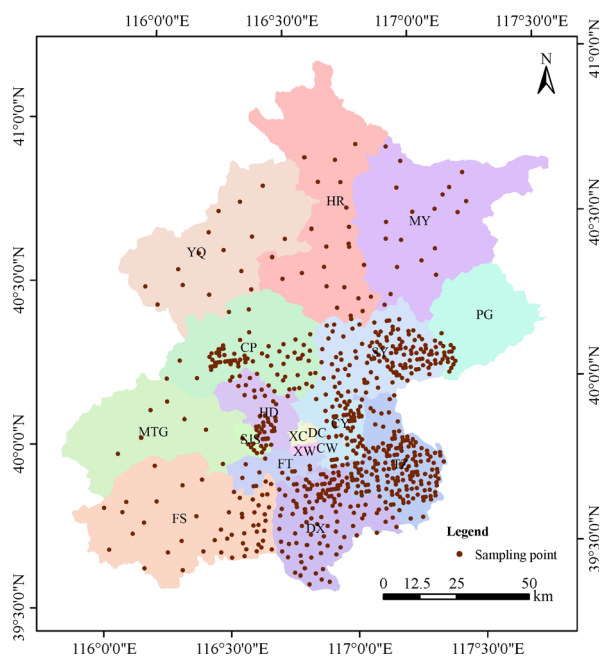 116°0'0"E 116°30'0"E 117°0'0"E 117°30'0"E
41°0'0"N
N
41°0'0"N
HR
MY
40°30'0"N
YQ
40°30'0"N
PG
CP
SY
40°0'0"N
HD
CY
MTG
SJS
XC
DC
40°0'0"N
XW
CW
FT
TZ
FS
DX
Legend
Sampling point
39°30'0"N
0 12.5 25 50
km
39°30'0"N
116°0'0"E 116°30'0"E 117°0'0"E 117°30'0"E